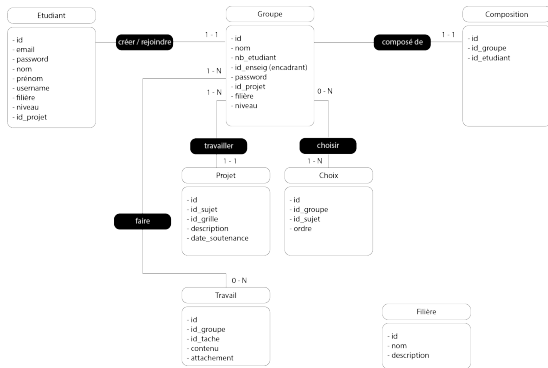 Etudiant
- id
- email
- password
- nom
- prénom
- username
- filière
- niveau
- id_projet
créer / rejoindre
1 - 1
Groupe
- id
- nom
- nb_etudiant
- id_enseig (encadrant)
- password
- id_projet
- filière
- niveau
composé de
1 - 1
Composition
- id
- id_groupe
- id_etudiant
1 - N
1 - N
0 - N
travailler
1 - 1
choisir
1 - N
Projet
- id
- id_sujet
- id_grille
- description
- date_soutenance
Choix
- id
- id_groupe
- id_sujet
- ordre
faire
0 - N
Travail
- id
- id_groupe
- id_tache
- contenu
- attachement
Filière
- id
- nom
- description